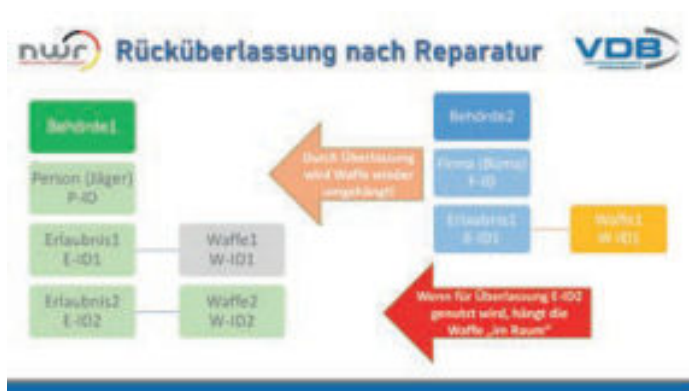 nwr Rücküberlassung nach Reparatur VDB
Behörde1
Person (Jäger)
P-ID
Erlaubnis1
E-ID1
Waffe1
W-ID1
Erlaubnis2
E-ID2
Waffe2
W-ID2
Durch Überlassung
wird Waffe wieder
umgehängt!
Behörde2
Firma (Büma)
F-ID
Erlaubnis1
E-ID1
Waffe1
W-ID1
Wenn für Überlassung E-ID2
genutzt wird, hängt die
Waffe „im Raum“